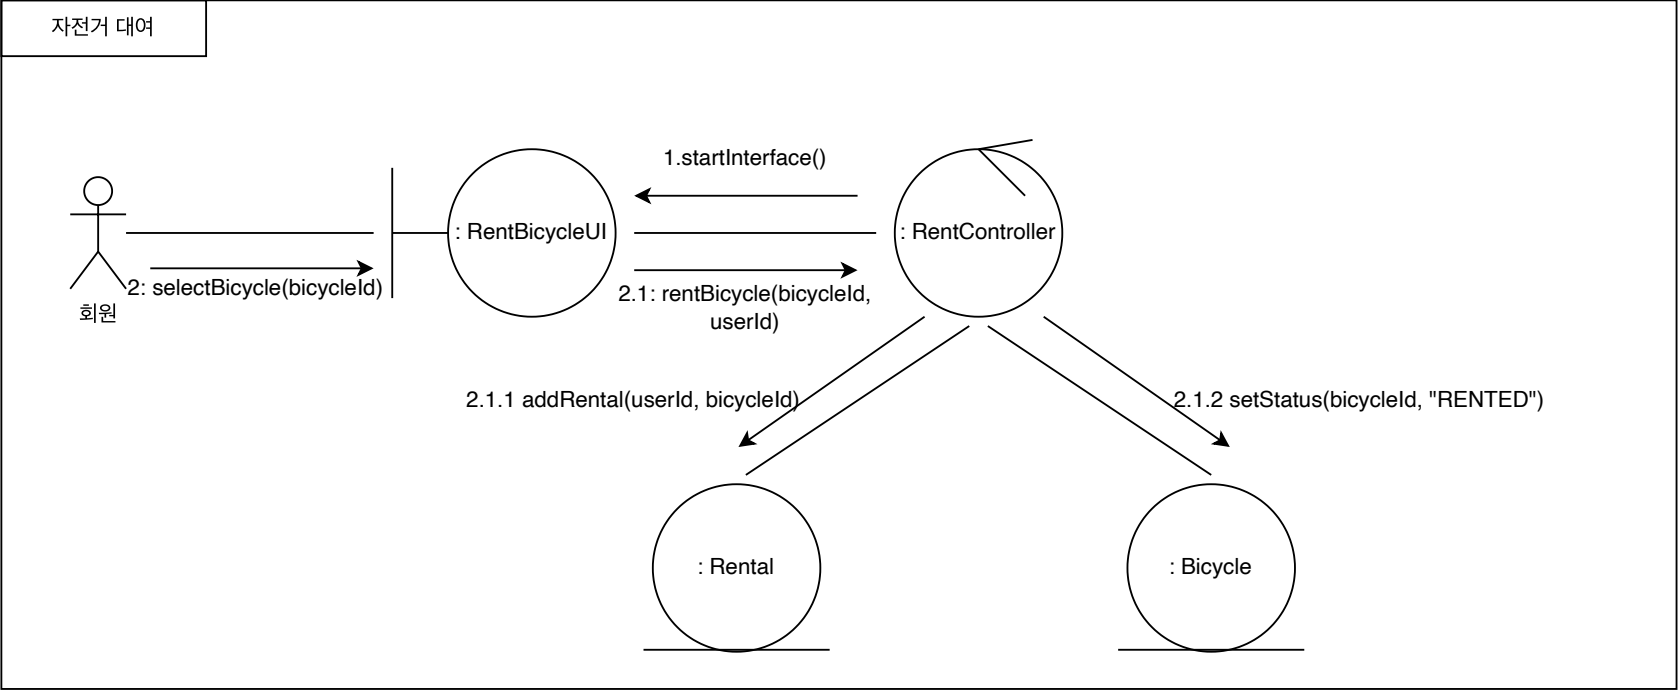 자전거 대여
1.startInterface()
: RentBicycleUI
: RentController
2: selectBicycle(bicycleId)
회원
2.1: rentBicycle(bicycleId,
userId)
2.1.1 addRental(userId, bicycleId)
2.1.2 setStatus(bicycleId, "RENTED")
: Rental
: Bicycle